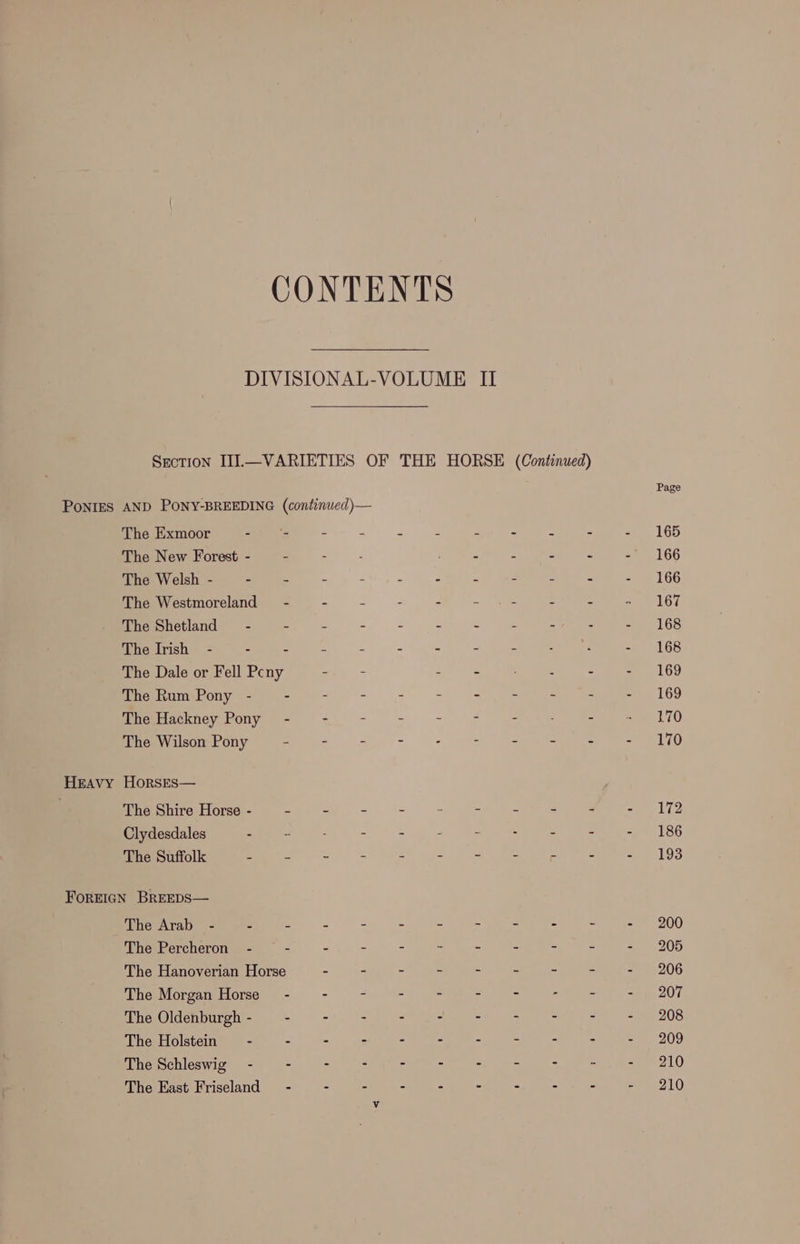 CONTENTS
DIVISIONAL-VOLUME II
SECTION III.—VARIETIES OF THE HORSE (Continued)
Page
PONIES AND PONY-BREEDING (continued)—
The Exmoor - - - - - - - - - - - 165
The New Forest - - - - - - - - - - 166
The Welsh - - - - - - - - - - - - 166
The Westmoreland - - - - - - - - - - 167
The Shetland - - - - - - - - - - - 168
The Irish - - - - - - - - - - - - 168
The Dale or Fell Pony - - - - - - - - 169
The Rum Pony - - - - - - - - - - - 169
The Hackney Pony - - - - - - - - - - 170
The Wilson Pony - - - - - - - - - - 170
HEAVY HORSES—
The Shire Horse - - - - - - - - - - - 172
Clydesdales - - - - - - - - - - - 186
The Suffolk - - - - - - - - - - - 193
FOREIGN BREEDS—
The Arab - - - - - - - - - - - - 200
The Percheron - - - - - - - - - - - 205
The Hanoverian Horse - - - - - - - - - 206
The Morgan Horse - - - - - - - - - - 207
The Oldenburgh - - - - - - - - - - - 208
The Holstein - - - - - - - - - - - 209
The Schleswig - - - - - - - - - - - 210
The East Friseland - - - - - - - - - - 210
v